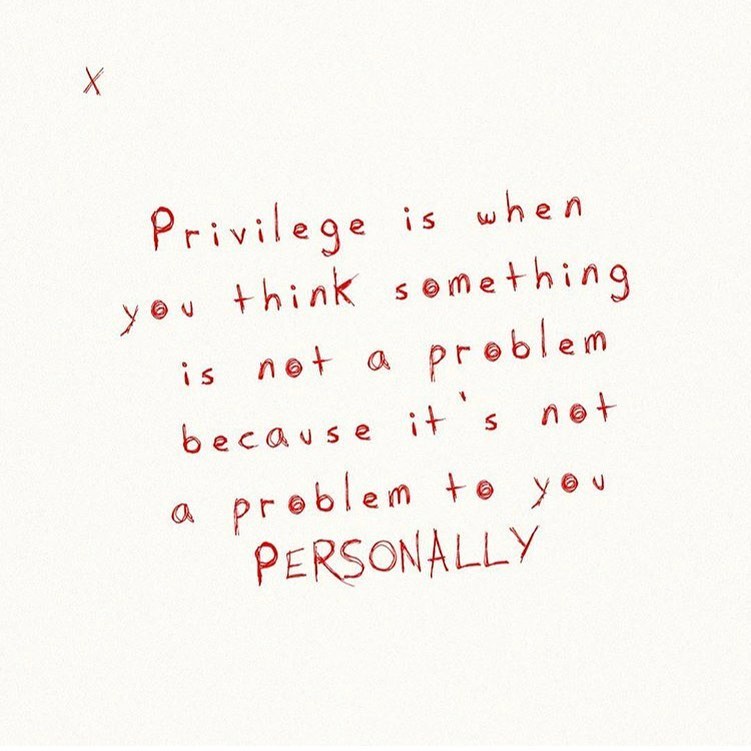 X
Privilege is when
you think something
is not a problem
because it's not
a problem to you
PERSONALLY